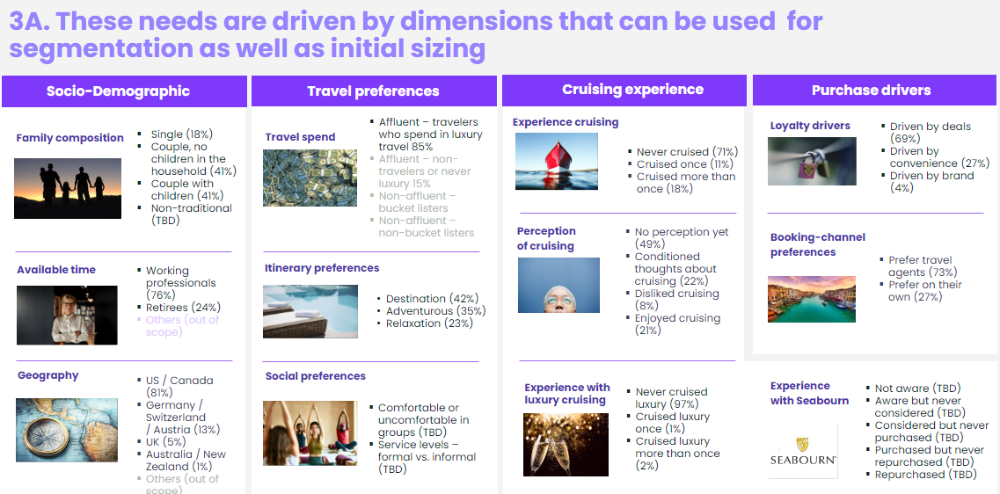 3A. These needs are driven by dimensions that can be used for
segmentation as well as initial sizing
Socio-Demographic
Family composition
▪ Single (18%)
▪ Couple, no
children in the
household (41%)
▪ Couple with
children (41%)
▪ Non-traditional
(TBD)
Available time
▪ Working
professionals
(76%)
▪ Retirees (24%)
▪ Others (out of
scope)
Geography
▪ US / Canada
(81%)
▪ Germany /
Switzerland
/ Austria (13%)
▪ UK (5%)
▪ Australia / New
Zealand (1%)
▪ Others (out of
scope)
Travel preferences
Travel spend
▪ Affluent – travelers
who spend in luxury
travel 85%
▪ Affluent – non-
travelers or never
luxury 15%
▪ Non-affluent –
bucket listers
▪ Non-affluent –
non-bucket listers
Itinerary preferences
• Destination (42%)
• Adventurous (35%)
• Relaxation (23%)
Social preferences
▪ Comfortable or
uncomfortable in
groups (TBD)
▪ Service levels –
formal vs. informal
(TBD)
Cruising experience
Experience cruising
▪ Never cruised (71%)
▪ Cruised once (11%)
▪ Cruised more than
once (18%)
Perception
of cruising
▪ No perception yet
(49%)
▪ Conditioned
thoughts about
cruising (22%)
▪ Disliked cruising
(8%)
▪ Enjoyed cruising
(21%)
Experience with
luxury cruising
▪ Never cruised
luxury (97%)
▪ Cruised luxury
once (1%)
▪ Cruised luxury
more than once
(2%)
Purchase drivers
Loyalty drivers
▪ Driven by deals
(69%)
▪ Driven by
convenience (27%)
▪ Driven by brand
(4%)
Booking-channel
preferences
▪ Prefer travel
agents (73%)
▪ Prefer on their
own (27%)
Experience
with Seabourn
SEABOURN
▪ Not aware (TBD)
▪ Aware but never
considered (TBD)
▪ Considered but never
purchased (TBD)
▪ Purchased but never
repurchased (TBD)
▪ Repurchased (TBD)